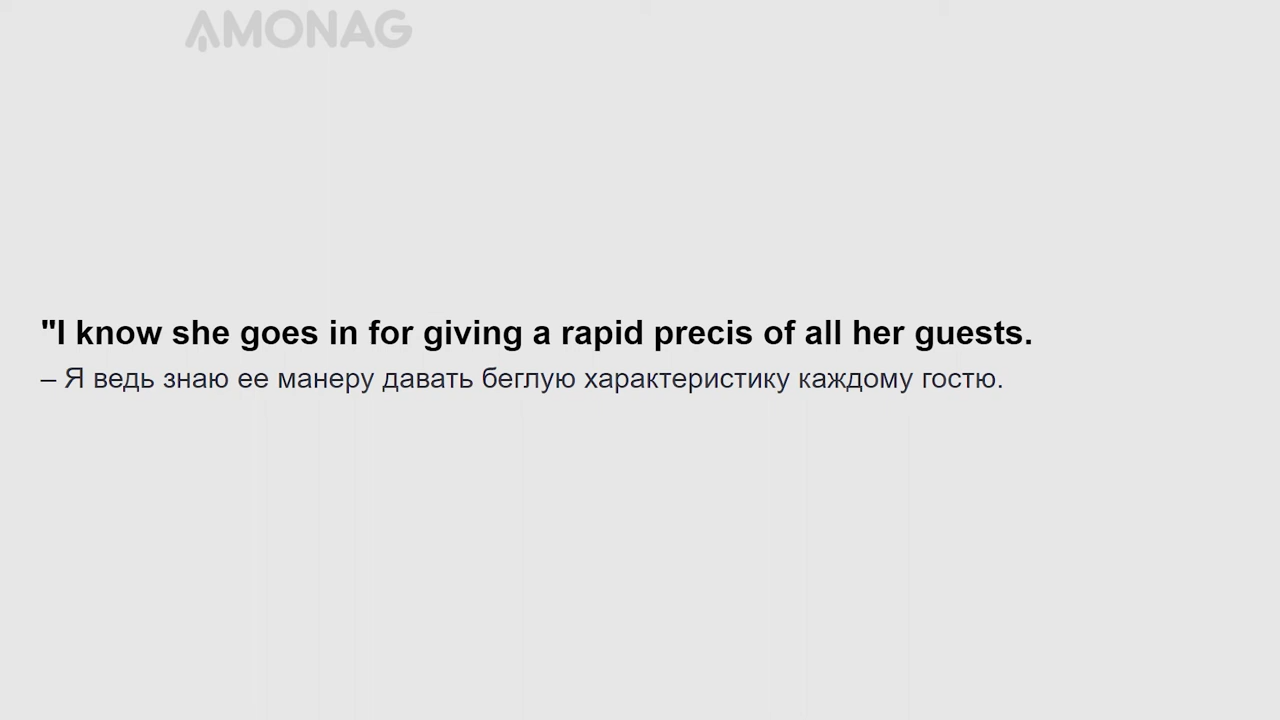 AMONAG
"I know she goes in for giving a rapid precis of all her guests.
– Я ведь знаю ее манеру давать беглую характеристику каждому гостю.